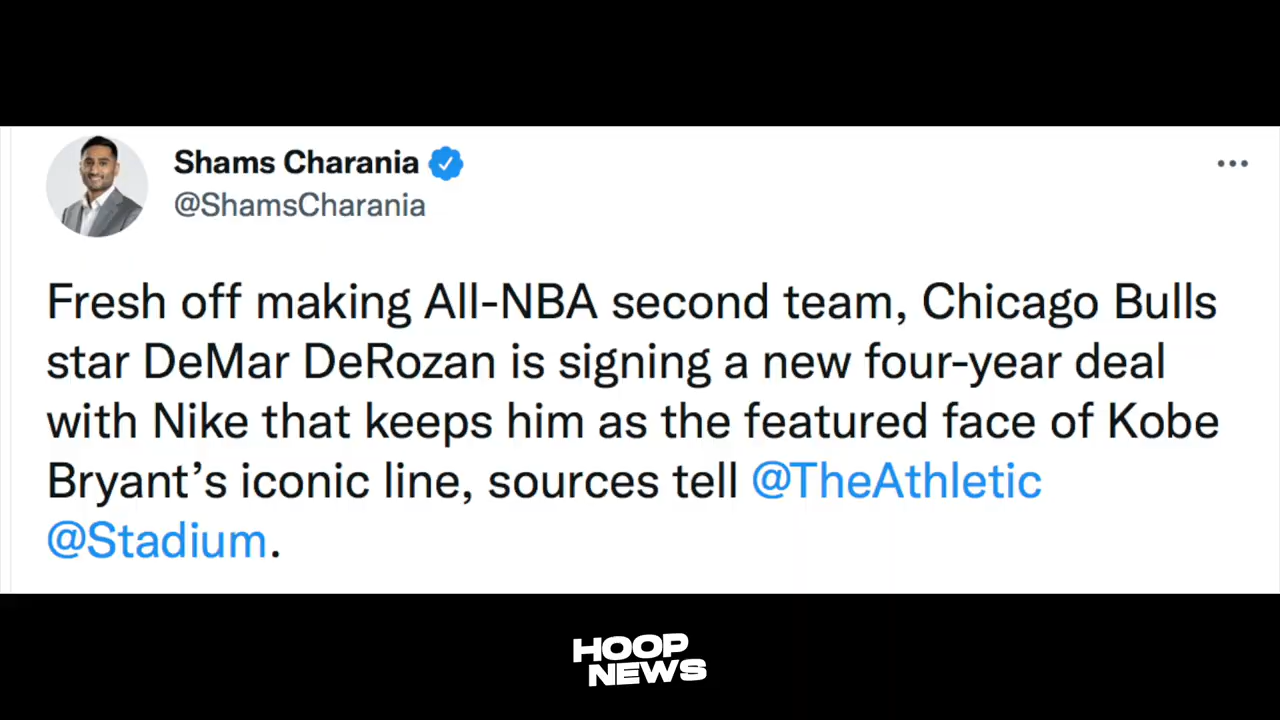 Shams Charania
@ShamsCharania
Fresh off making All-NBA second team, Chicago Bulls
star DeMar DeRozan is signing a new four-year deal
with Nike that keeps him as the featured face of Kobe
Bryant’s iconic line, sources tell @TheAthletic
@Stadium.
HOOP
NEWS